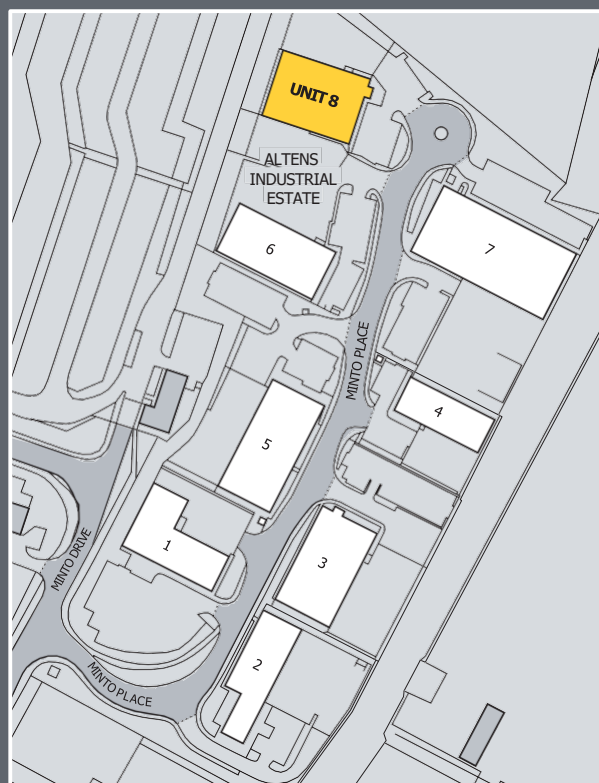 UNIT 8
ALTENS
INDUSTRIAL
ESTATE
6
7
MINTO PLACE
4
5
1
3
MINTO DRIVE
2
MINTO PLACE